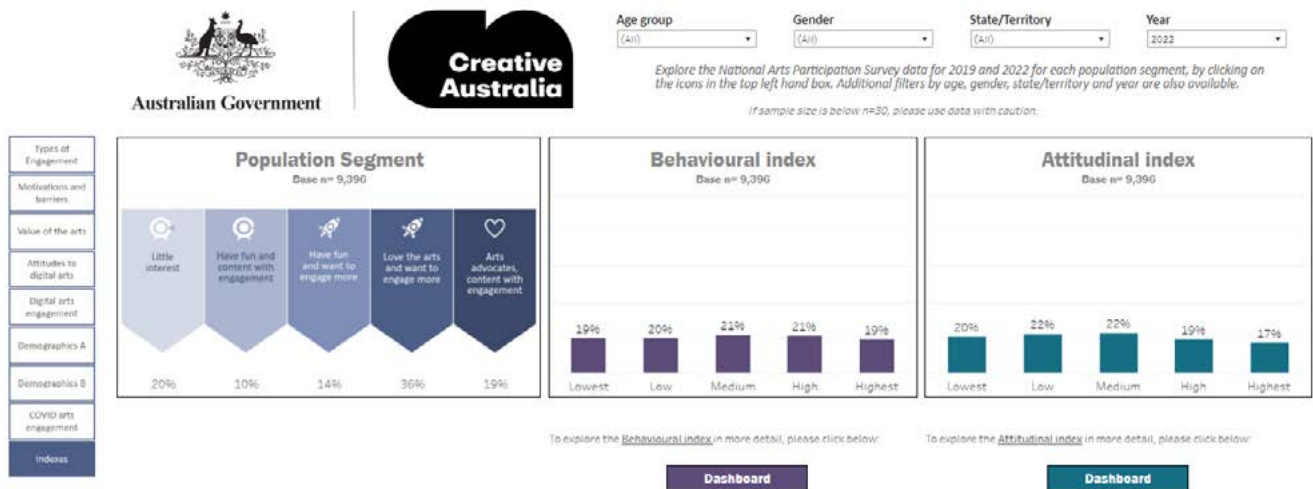 Australian Government
Creative
Australia
Age group
(All)
Gender
(All)
State/Territory
(All)
Year
2022
Explore the National Arts Participation Survey data for 2019 and 2022 for each population segment, by clicking on
the icons in the top left hand box. Additional filters by age, gender, state/territory and year are also available.
If sample size is below n=30, please use data with caution.
Types of
Engagement
Motivations and
barriers
Value of the arts
Attitudes to
digital arts
Digital arts
engagement
Demographics A
Demographics B
COVID arts
engagement
Indexes
Population Segment
Base n= 9,396
Little
interest
Have fun and
content with
engagement
Have fun
and want to
engage more
Love the arts
and want to
engage more
Arts
advocates,
content with
engagement
20% 10% 14% 36% 19%
Behavioural index
Base n= 9,396
19% 20% 21% 21% 19%
Lowest Low Medium High Highest
To explore the Behavioural index in more detail, please click below:
Dashboard
Attitudinal index
Base n= 9,396
20% 22% 22% 19% 17%
Lowest Low Medium High Highest
To explore the Attitudinal index in more detail, please click below:
Dashboard